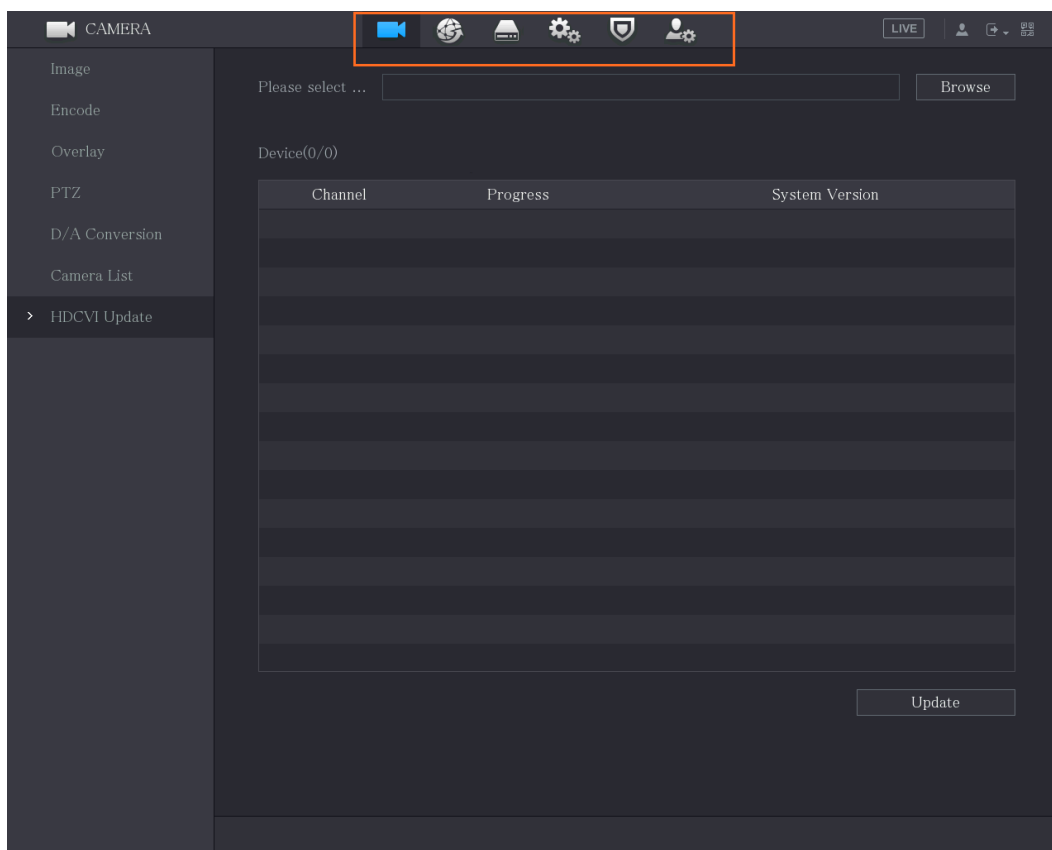 CAMERA
LIVE
Image
Encode
Overlay
PTZ
D/A Conversion
Camera List
HDCVI Update
Please select ...
Browse
Device(0/0)
Channel Progress System Version
Update